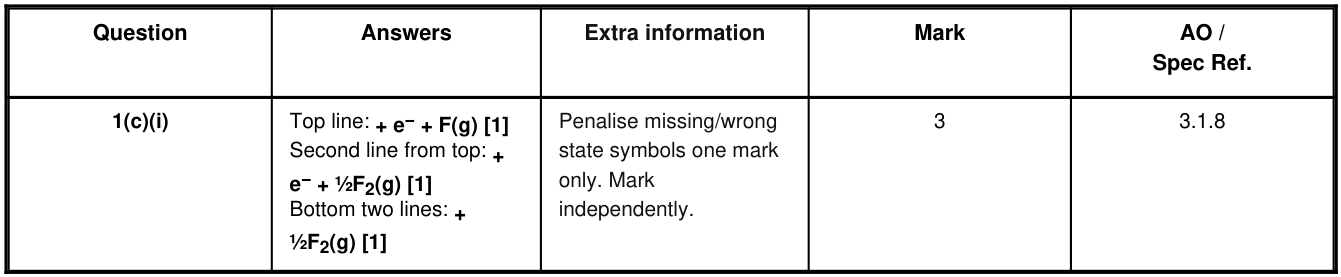 Question Answers Extra information Mark AO /
Spec Ref.
1(c)(i) Top line: + e⁻ + F(g) [1] Penalise missing/wrong 3 3.1.8
Second line from top: + state symbols one mark
e⁻ + ½F₂(g) [1] only. Mark
Bottom two lines: + independently.
½F₂(g) [1]